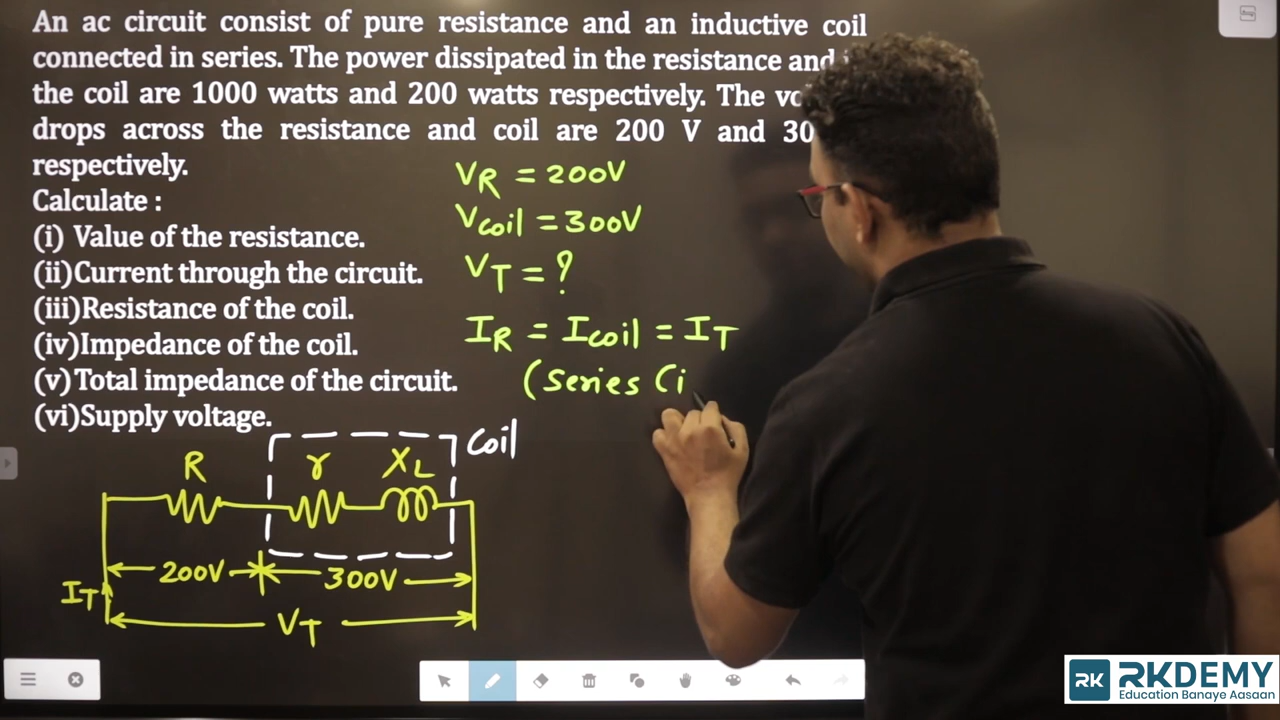 An ac circuit consist of pure resistance and an inductive coil
connected in series. The power dissipated in the resistance and
the coil are 1000 watts and 200 watts respectively. The
drops across the resistance and coil are 200 V and
respectively.
Calculate :
(i) Value of the resistance.
(ii)Current through the circuit.
(iii)Resistance of the coil.
(iv)Impedance of the coil.
(v)Total impedance of the circuit.
(vi)Supply voltage.
VR = 200V
Vcoil = 300V
VT = ?
IR = Icoil = IT
(Series Ci
Coil
R r XL
200V 300V
IT
VT
RK RKDEMY
Education Banaye Aasaan